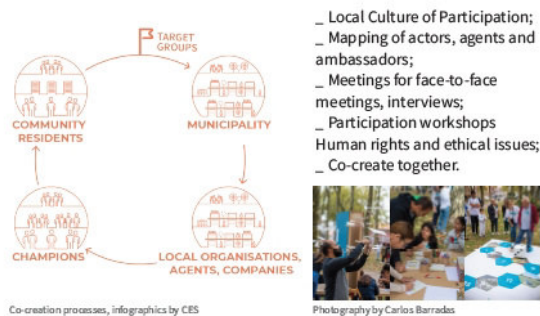 TARGET
GROUPS
COMMUNITY
RESIDENTS
MUNICIPALITY
CHAMPIONS
LOCAL ORGANISATIONS,
AGENTS, COMPANIES
Co-creation processes, infographics by CES
_ Local Culture of Participation;
_ Mapping of actors, agents and
ambassadors;
_ Meetings for face-to-face
meetings, interviews;
_ Participation workshops
Human rights and ethical issues;
_ Co-create together.
Photography by Carlos Barradas